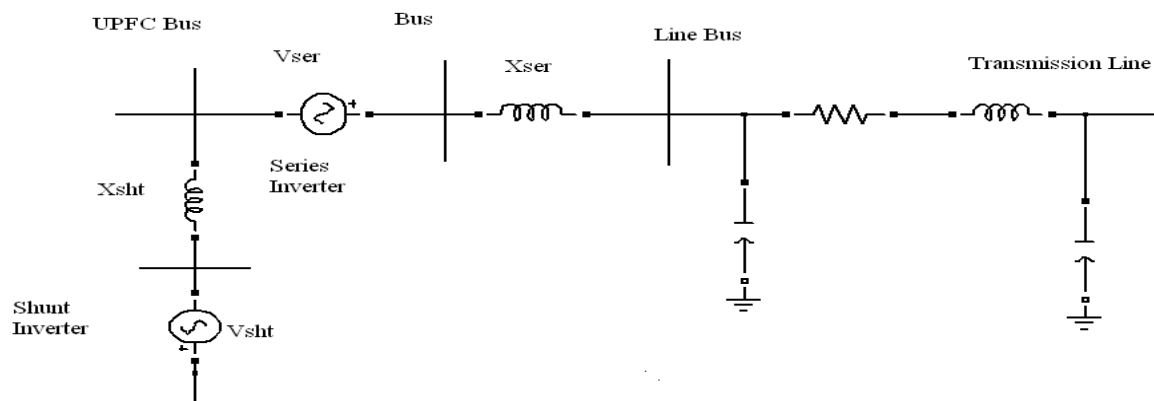 UPFC Bus
Bus
Line Bus
Vser
Xser
Transmission Line
Series
Inverter
Xsht
Shunt
Inverter
Vsht